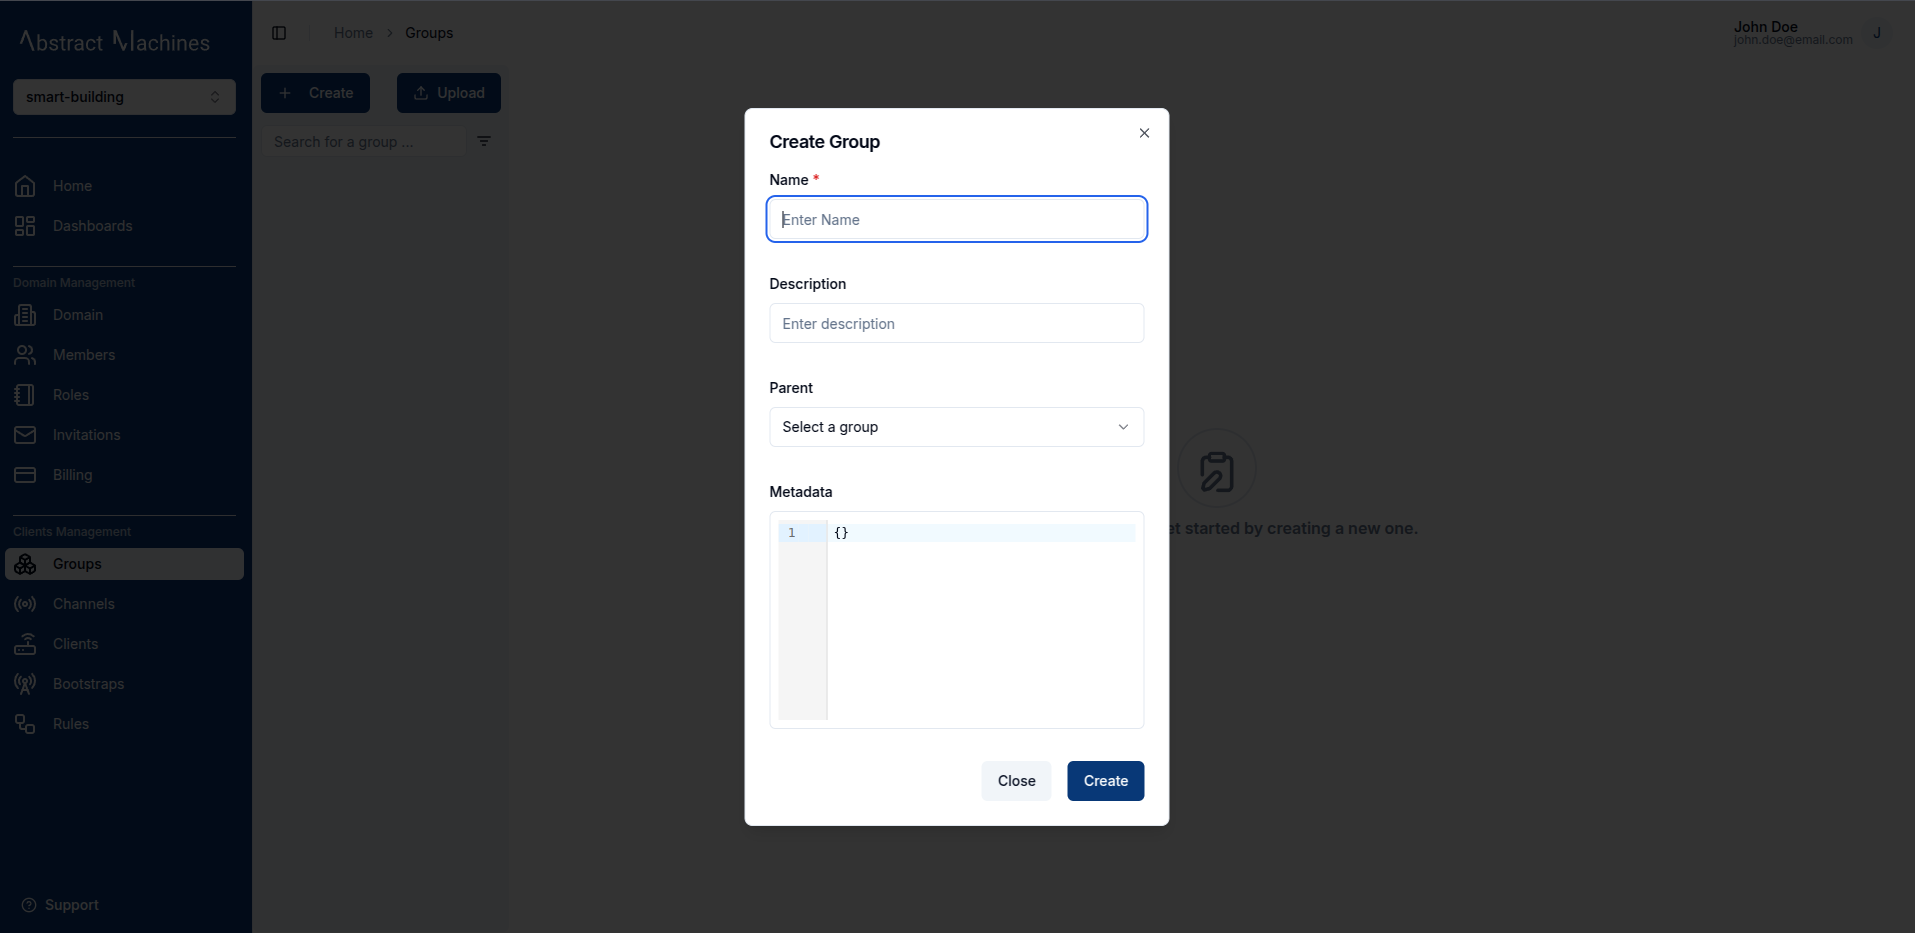 Abstract Machines
smart-building
Home
Dashboards
Domain Management
Domain
Members
Roles
Invitations
Billing
Clients Management
Groups
Channels
Clients
Bootstraps
Rules
Support
Home > Groups
John Doe
john.doe@email.com
J
Create
Upload
Search for a group ...
et started by creating a new one.
Create Group
Name *
Enter Name
Description
Enter description
Parent
Select a group
Metadata
1 {}
Close
Create